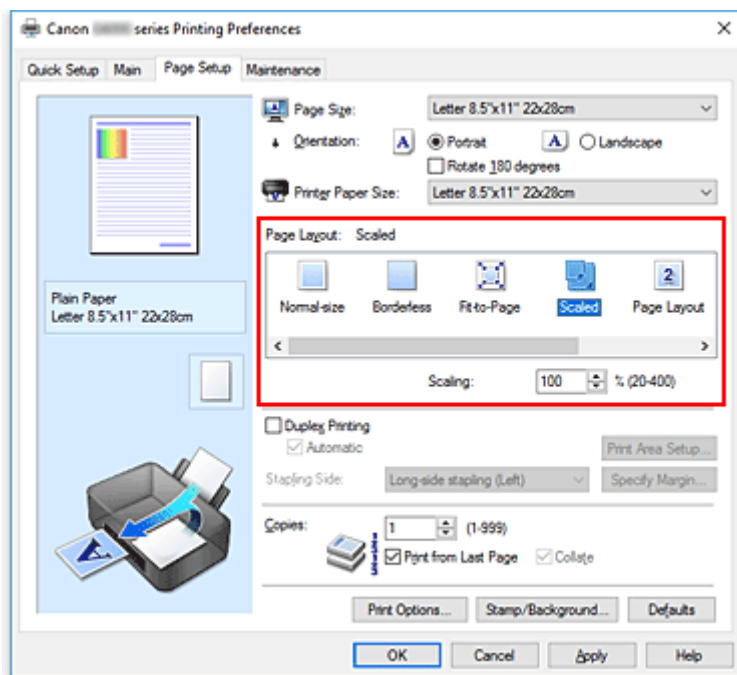 Canon series Printing Preferences
Quick Setup Main Page Setup Maintenance
Page Size: Letter 8.5"x11" 22x28cm
Orientation: A Portrait A Landscape
Rotate 180 degrees
Printer Paper Size: Letter 8.5"x11" 22x28cm
Page Layout: Scaled
Normal-size Borderless Fit-to-Page Scaled Page Layout
Scaling: 100 % (20-400)
Plain Paper
Letter 8.5"x11" 22x28cm
Duplex Printing
Automatic Print Area Setup...
Stapling Side: Long-side stapling (Left) Specify Margin...
Copies: 1 (1-999)
Print from Last Page Collate
Print Options... Stamp/Background... Defaults
OK Cancel Apply Help